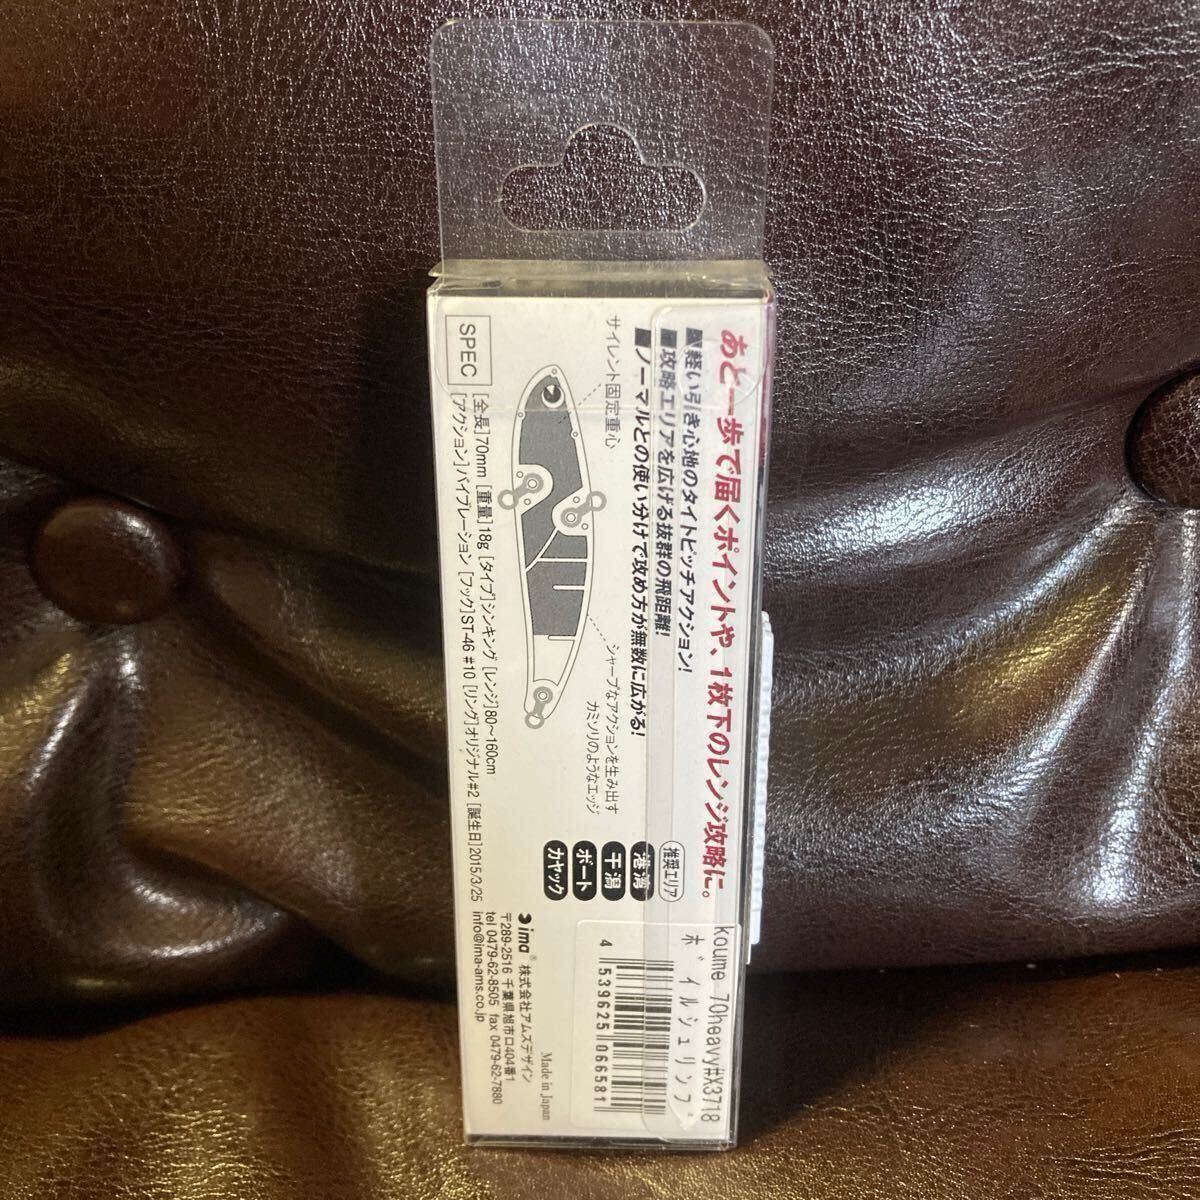 あと一歩で届くポイントや、1枚下のレンジ攻略に。
■軽い引き心地のタイトピッチアクション!
■攻略エリアを広げる抜群の飛距離!
■ノーマルとの使い分けで攻め方が無数に広がる!
サイレント固定重心
シャープなアクションを生み出す
カミソリのようなエッジ
SPEC
[全長]70mm [重量]18g [タイプ]シンキング [レンジ]80~160cm
[アクション]バイブレーション [フック]ST-46 #10 [リング]オリジナル#2 [誕生日]2015/3/25
推奨エリア
港湾
干潟
ボート
カヤック
ima® 株式会社アムズデザイン
〒289-2516 千葉県旭市ロ404番1
tel 0479-62-8505 fax 0479-62-7880
info@ima-ams.co.jp
Made in Japan
koume 70heavy#X3718
ボイルシュリンプ
4 539625 066581